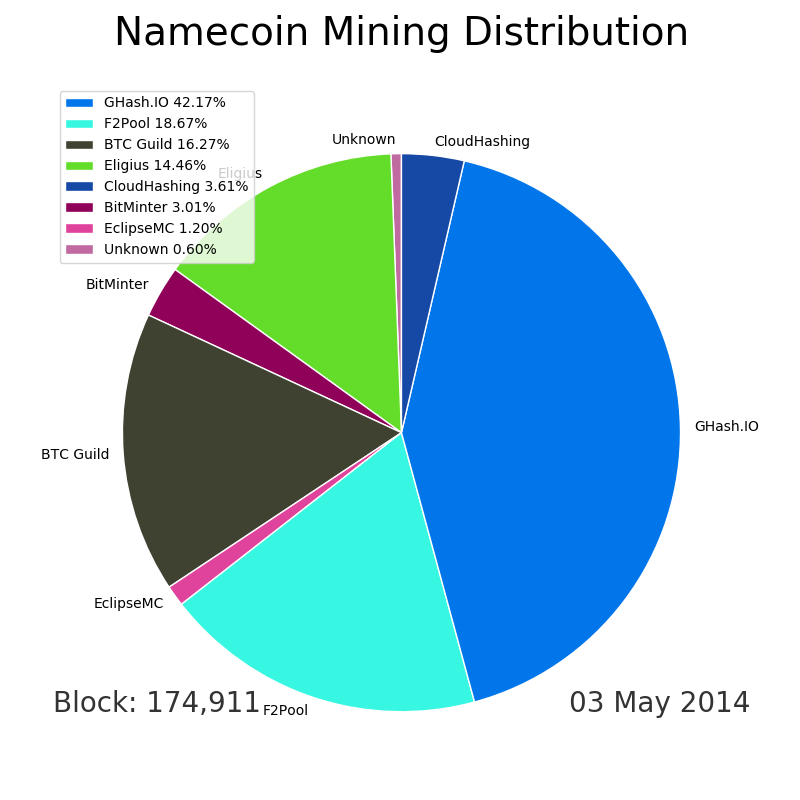 Namecoin Mining Distribution
GHash.IO 42.17%
F2Pool 18.67%
BTC Guild 16.27%
Eligius 14.46%
CloudHashing 3.61%
BitMinter 3.01%
EclipseMC 1.20%
Unknown 0.60%
Unknown
CloudHashing
Eligius
BitMinter
GHash.IO
BTC Guild
EclipseMC
F2Pool
Block: 174,911
03 May 2014